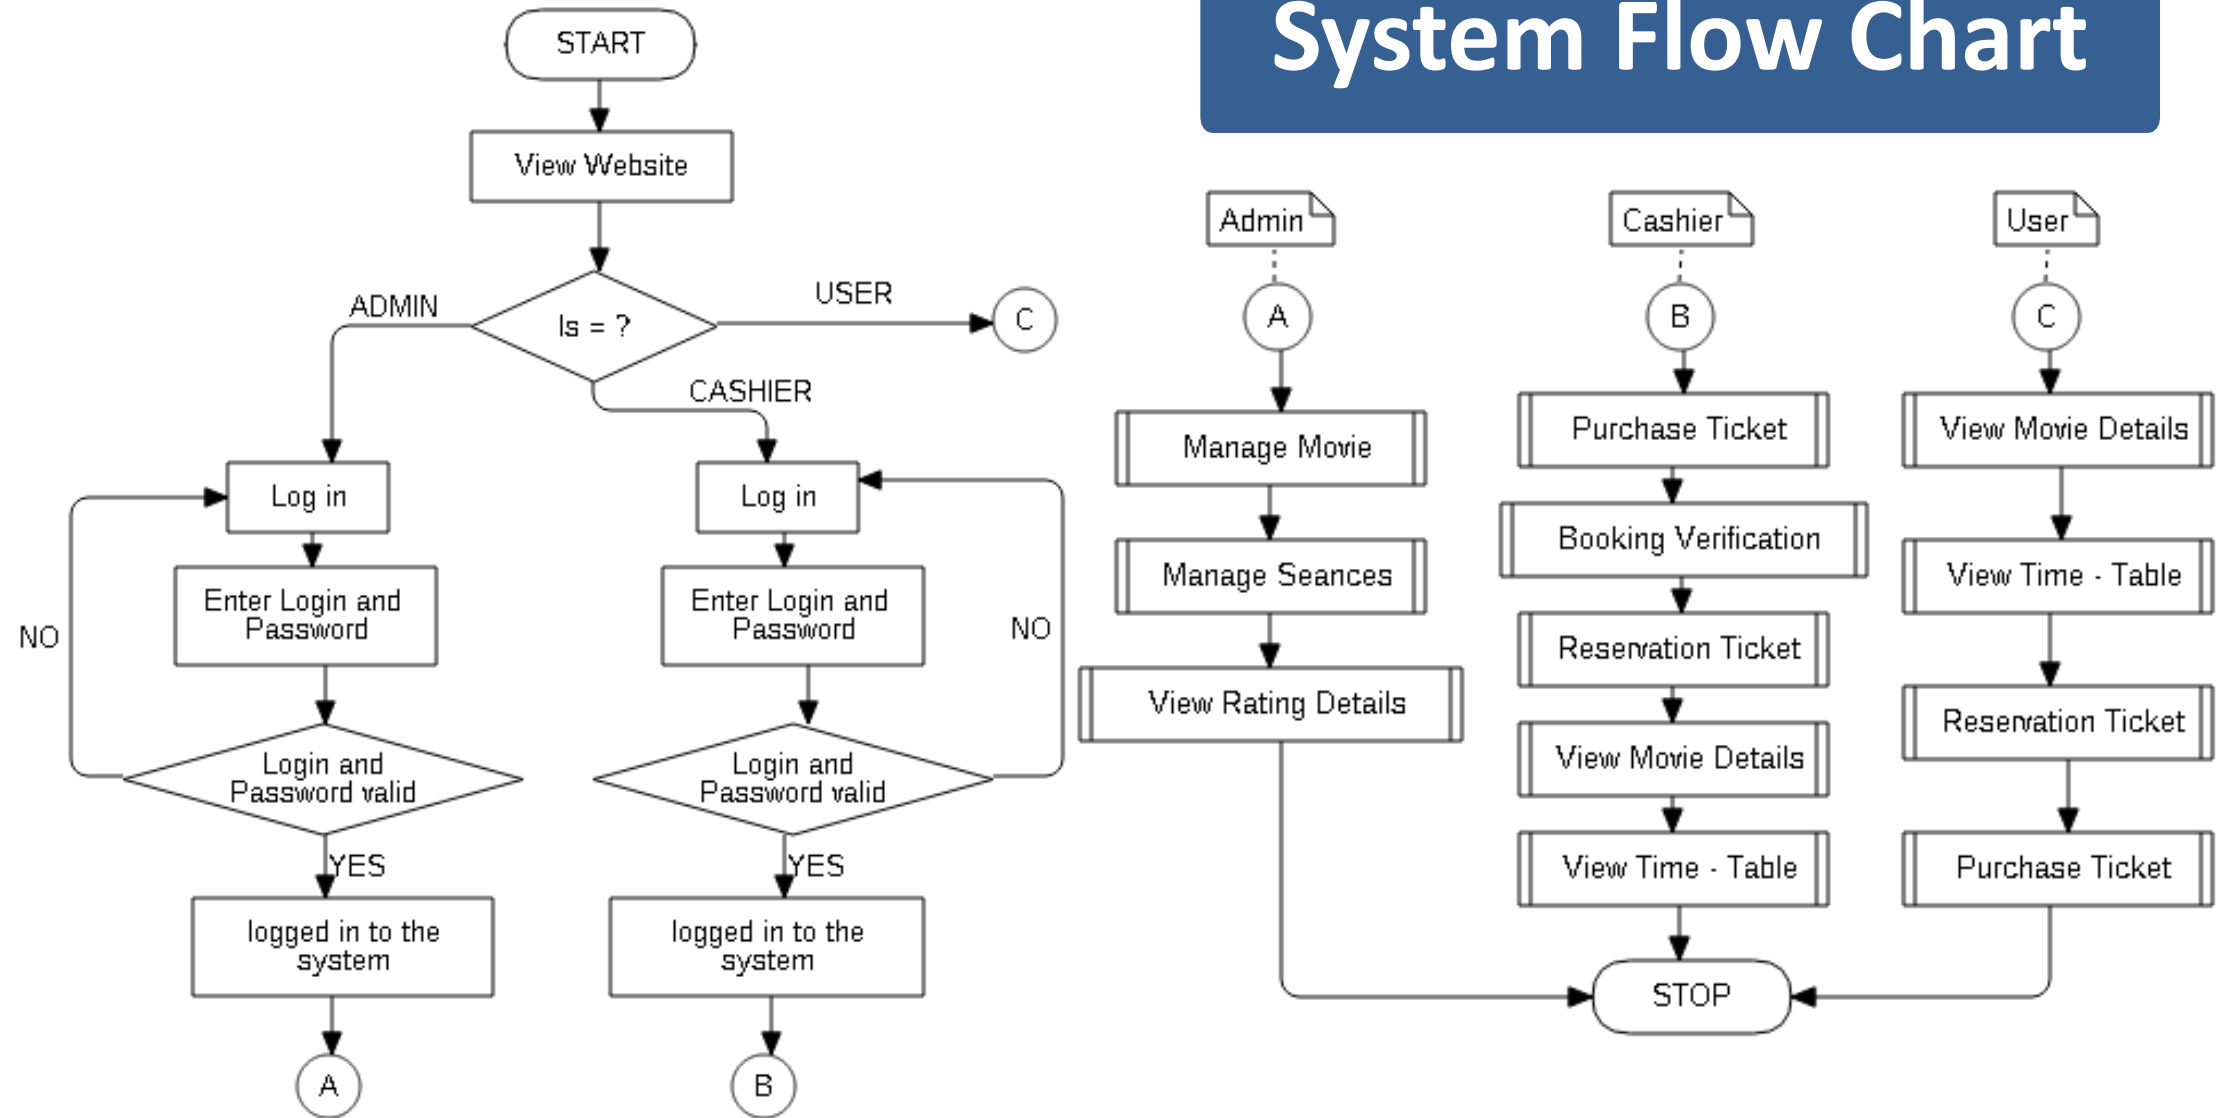 System Flow Chart
START
View Website
Is = ?
ADMIN
USER
C
CASHIER
Log in
Enter Login and
Password
NO
Login and
Password valid
YES
logged in to the
system
A
Log in
Enter Login and
Password
NO
Login and
Password valid
YES
logged in to the
system
B
Admin
A
Manage Movie
Manage Seances
View Rating Details
Cashier
B
Purchase Ticket
Booking Verification
Reservation Ticket
View Movie Details
View Time - Table
User
C
View Movie Details
View Time - Table
Reservation Ticket
Purchase Ticket
STOP